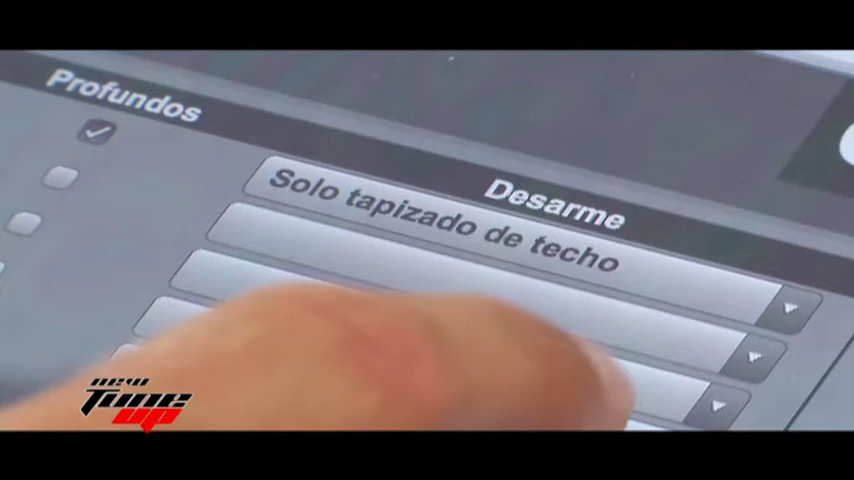 Profundos
Desarme
Solo tapizado de techo
new
Tune
up